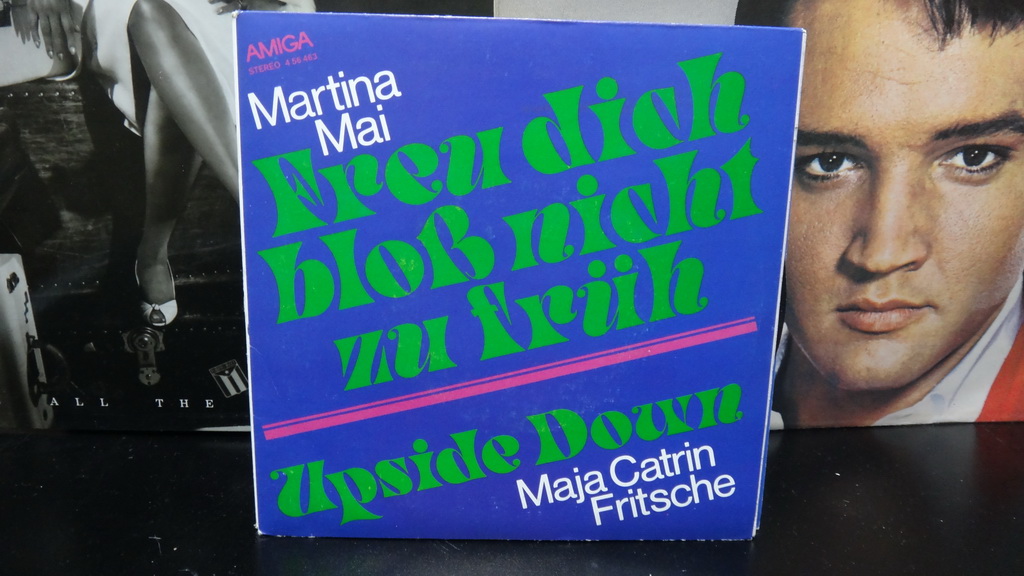 AMIGA
STEREO 4 56 483
Martina
Mai
Freu dich
bloß nicht
zu früh
Upside Down
Maja Catrin
Fritsche
ALL THE